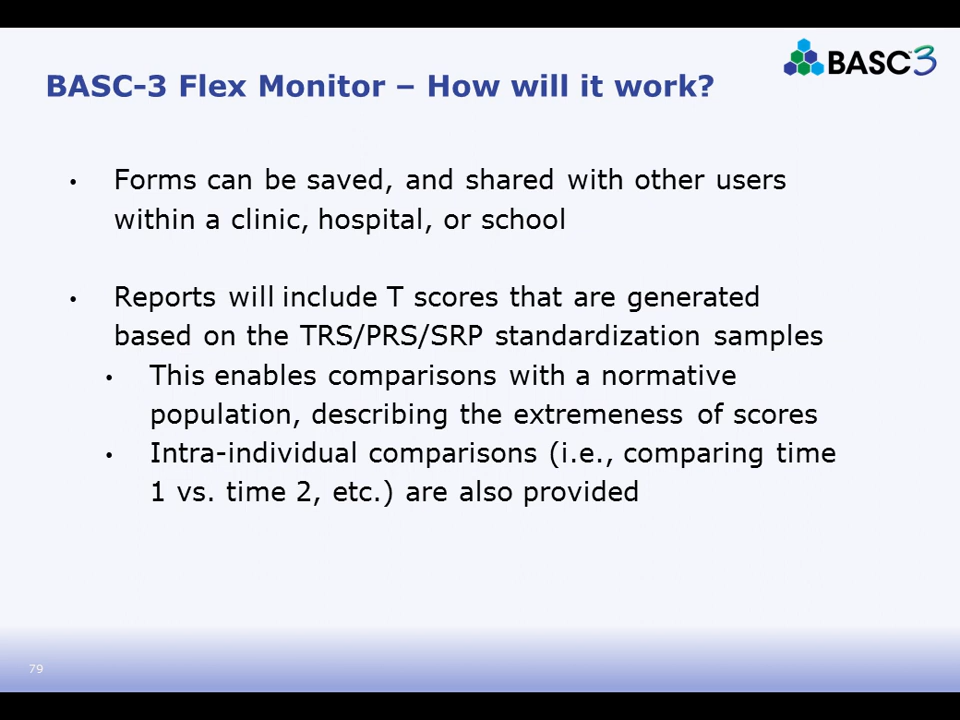 BASC™3
BASC-3 Flex Monitor – How will it work?
• Forms can be saved, and shared with other users
within a clinic, hospital, or school
• Reports will include T scores that are generated
based on the TRS/PRS/SRP standardization samples
• This enables comparisons with a normative
population, describing the extremeness of scores
• Intra-individual comparisons (i.e., comparing time
1 vs. time 2, etc.) are also provided
79